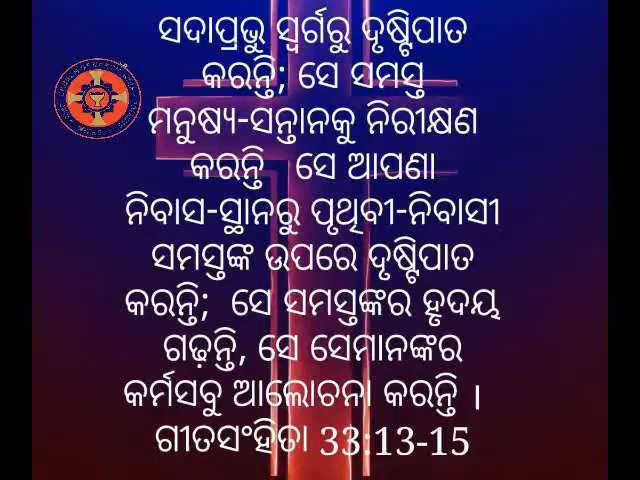 ସଦାପ୍ରଭୁ ସ୍ୱର୍ଗରୁ ଦୃଷ୍ଟିପାତ
କରନ୍ତି; ସେ ସମସ୍ତ
ମନୁଷ୍ୟ-ସନ୍ତାନକୁ ନିରୀକ୍ଷଣ
କରନ୍ତି ସେ ଆପଣା
ନିବାସ-ସ୍ଥାନରୁ ପୃଥିବୀ-ନିବାସୀ
ସମସ୍ତଙ୍କ ଉପରେ ଦୃଷ୍ଟିପାତ
କରନ୍ତି; ସେ ସମସ୍ତଙ୍କର ହୃଦୟ
ଗଢ଼ନ୍ତି, ସେ ସେମାନଙ୍କର
କର୍ମସବୁ ଆଲୋଚନା କରନ୍ତି ।
ଗୀତସଂହିତା 33:13-15